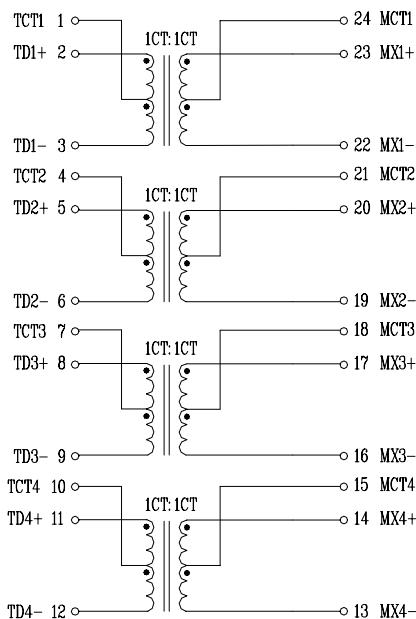 TCT1 1 24 MCT1
1CT:1CT
TD1+ 2 23 MX1+
TD1- 3 22 MX1-
TCT2 4 21 MCT2
1CT:1CT
TD2+ 5 20 MX2+
TD2- 6 19 MX2-
TCT3 7 18 MCT3
1CT:1CT
TD3+ 8 17 MX3+
TD3- 9 16 MX3-
TCT4 10 15 MCT4
1CT:1CT
TD4+ 11 14 MX4+
TD4- 12 13 MX4-